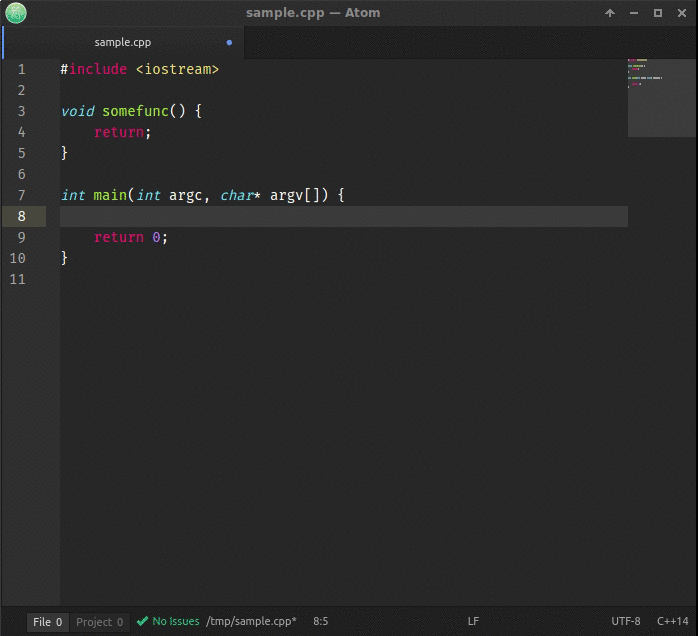 sample.cpp — Atom
sample.cpp
1 #include <iostream>
2
3 void somefunc() {
4     return;
5 }
6
7 int main(int argc, char* argv[]) {
8
9     return 0;
10 }
11
File 0 Project 0 No Issues /tmp/sample.cpp* 8:5 LF UTF-8 C++14